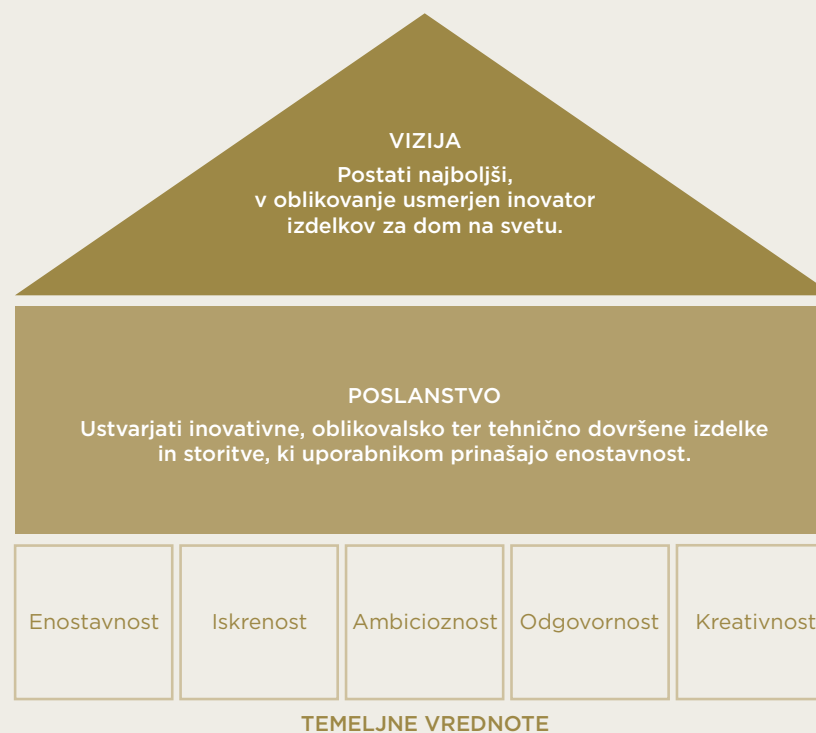 VIZIJA
Postati najboljši,
v oblikovanje usmerjen inovator
izdelkov za dom na svetu.
POSLANSTVO
Ustvarjati inovativne, oblikovalsko ter tehnično dovršene izdelke
in storitve, ki uporabnikom prinašajo enostavnost.
Enostavnost
Iskrenost
Ambicioznost
Odgovornost
Kreativnost
TEMELJNE VREDNOTE